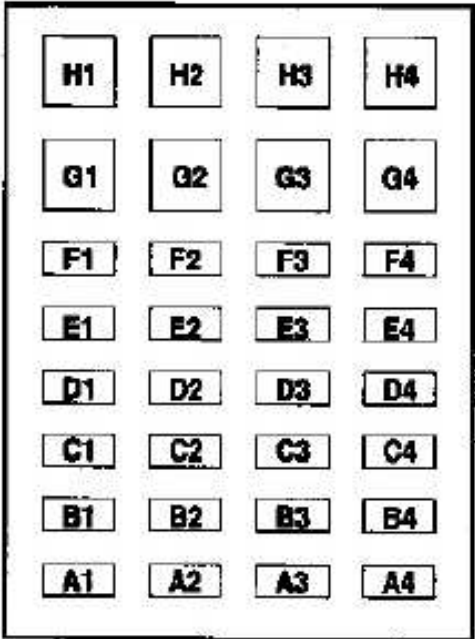 H1 H2 H3 H4
G1 G2 G3 G4
F1 F2 F3 F4
E1 E2 E3 E4
D1 D2 D3 D4
C1 C2 C3 C4
B1 B2 B3 B4
A1 A2 A3 A4